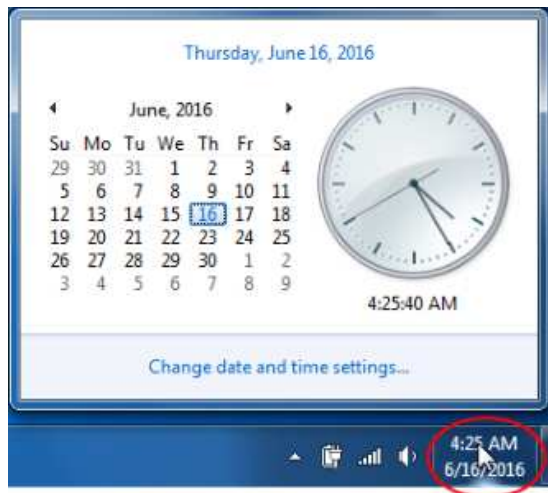 Thursday, June 16, 2016
June, 2016
Su Mo Tu We Th Fr Sa
29 30 31 1 2 3 4
5 6 7 8 9 10 11
12 13 14 15 16 17 18
19 20 21 22 23 24 25
26 27 28 29 30 1 2
3 4 5 6 7 8 9
4:25:40 AM
Change date and time settings...
4:25 AM
6/16/2016